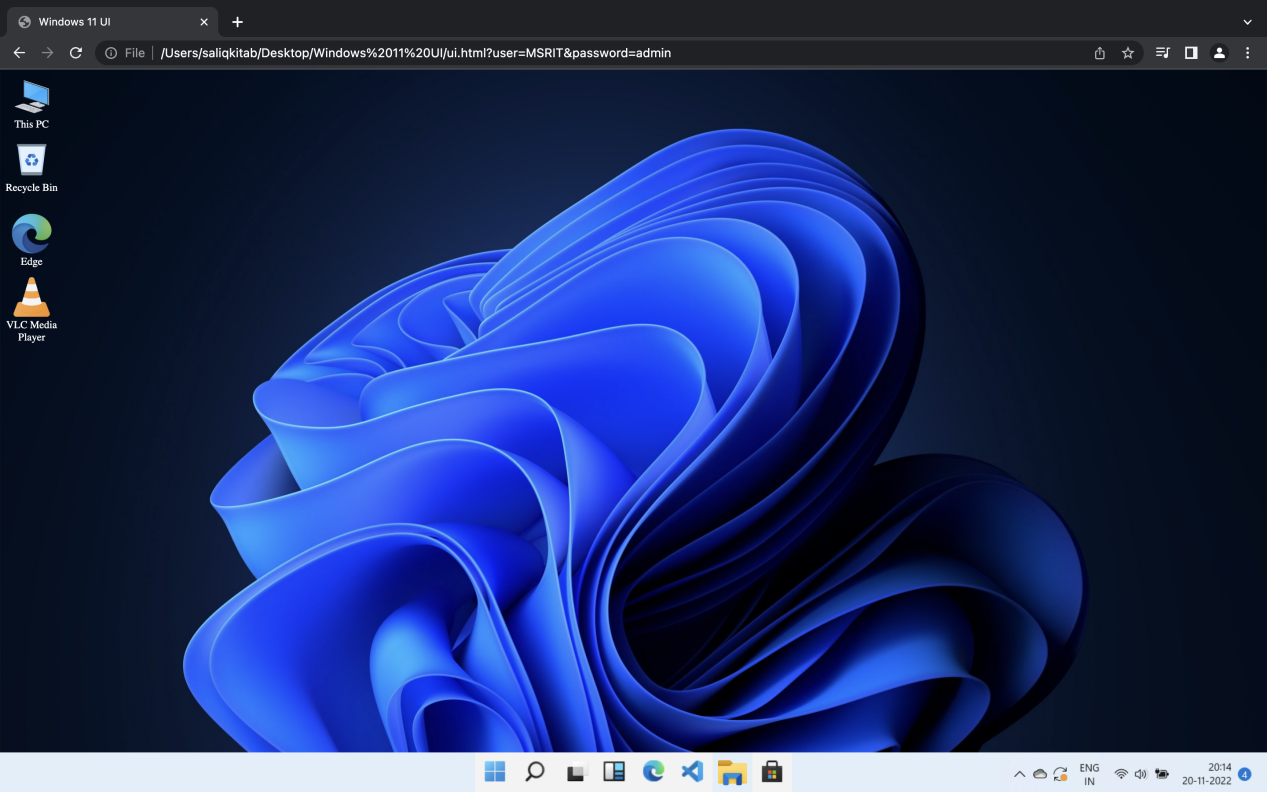 Windows 11 UI
File
/Users/saliqkitab/Desktop/Windows%2011%20UI/ui.html?user=MSRIT&password=admin
This PC
Recycle Bin
Edge
VLC Media
Player
ENG
IN
20:14
20-11-2022
4